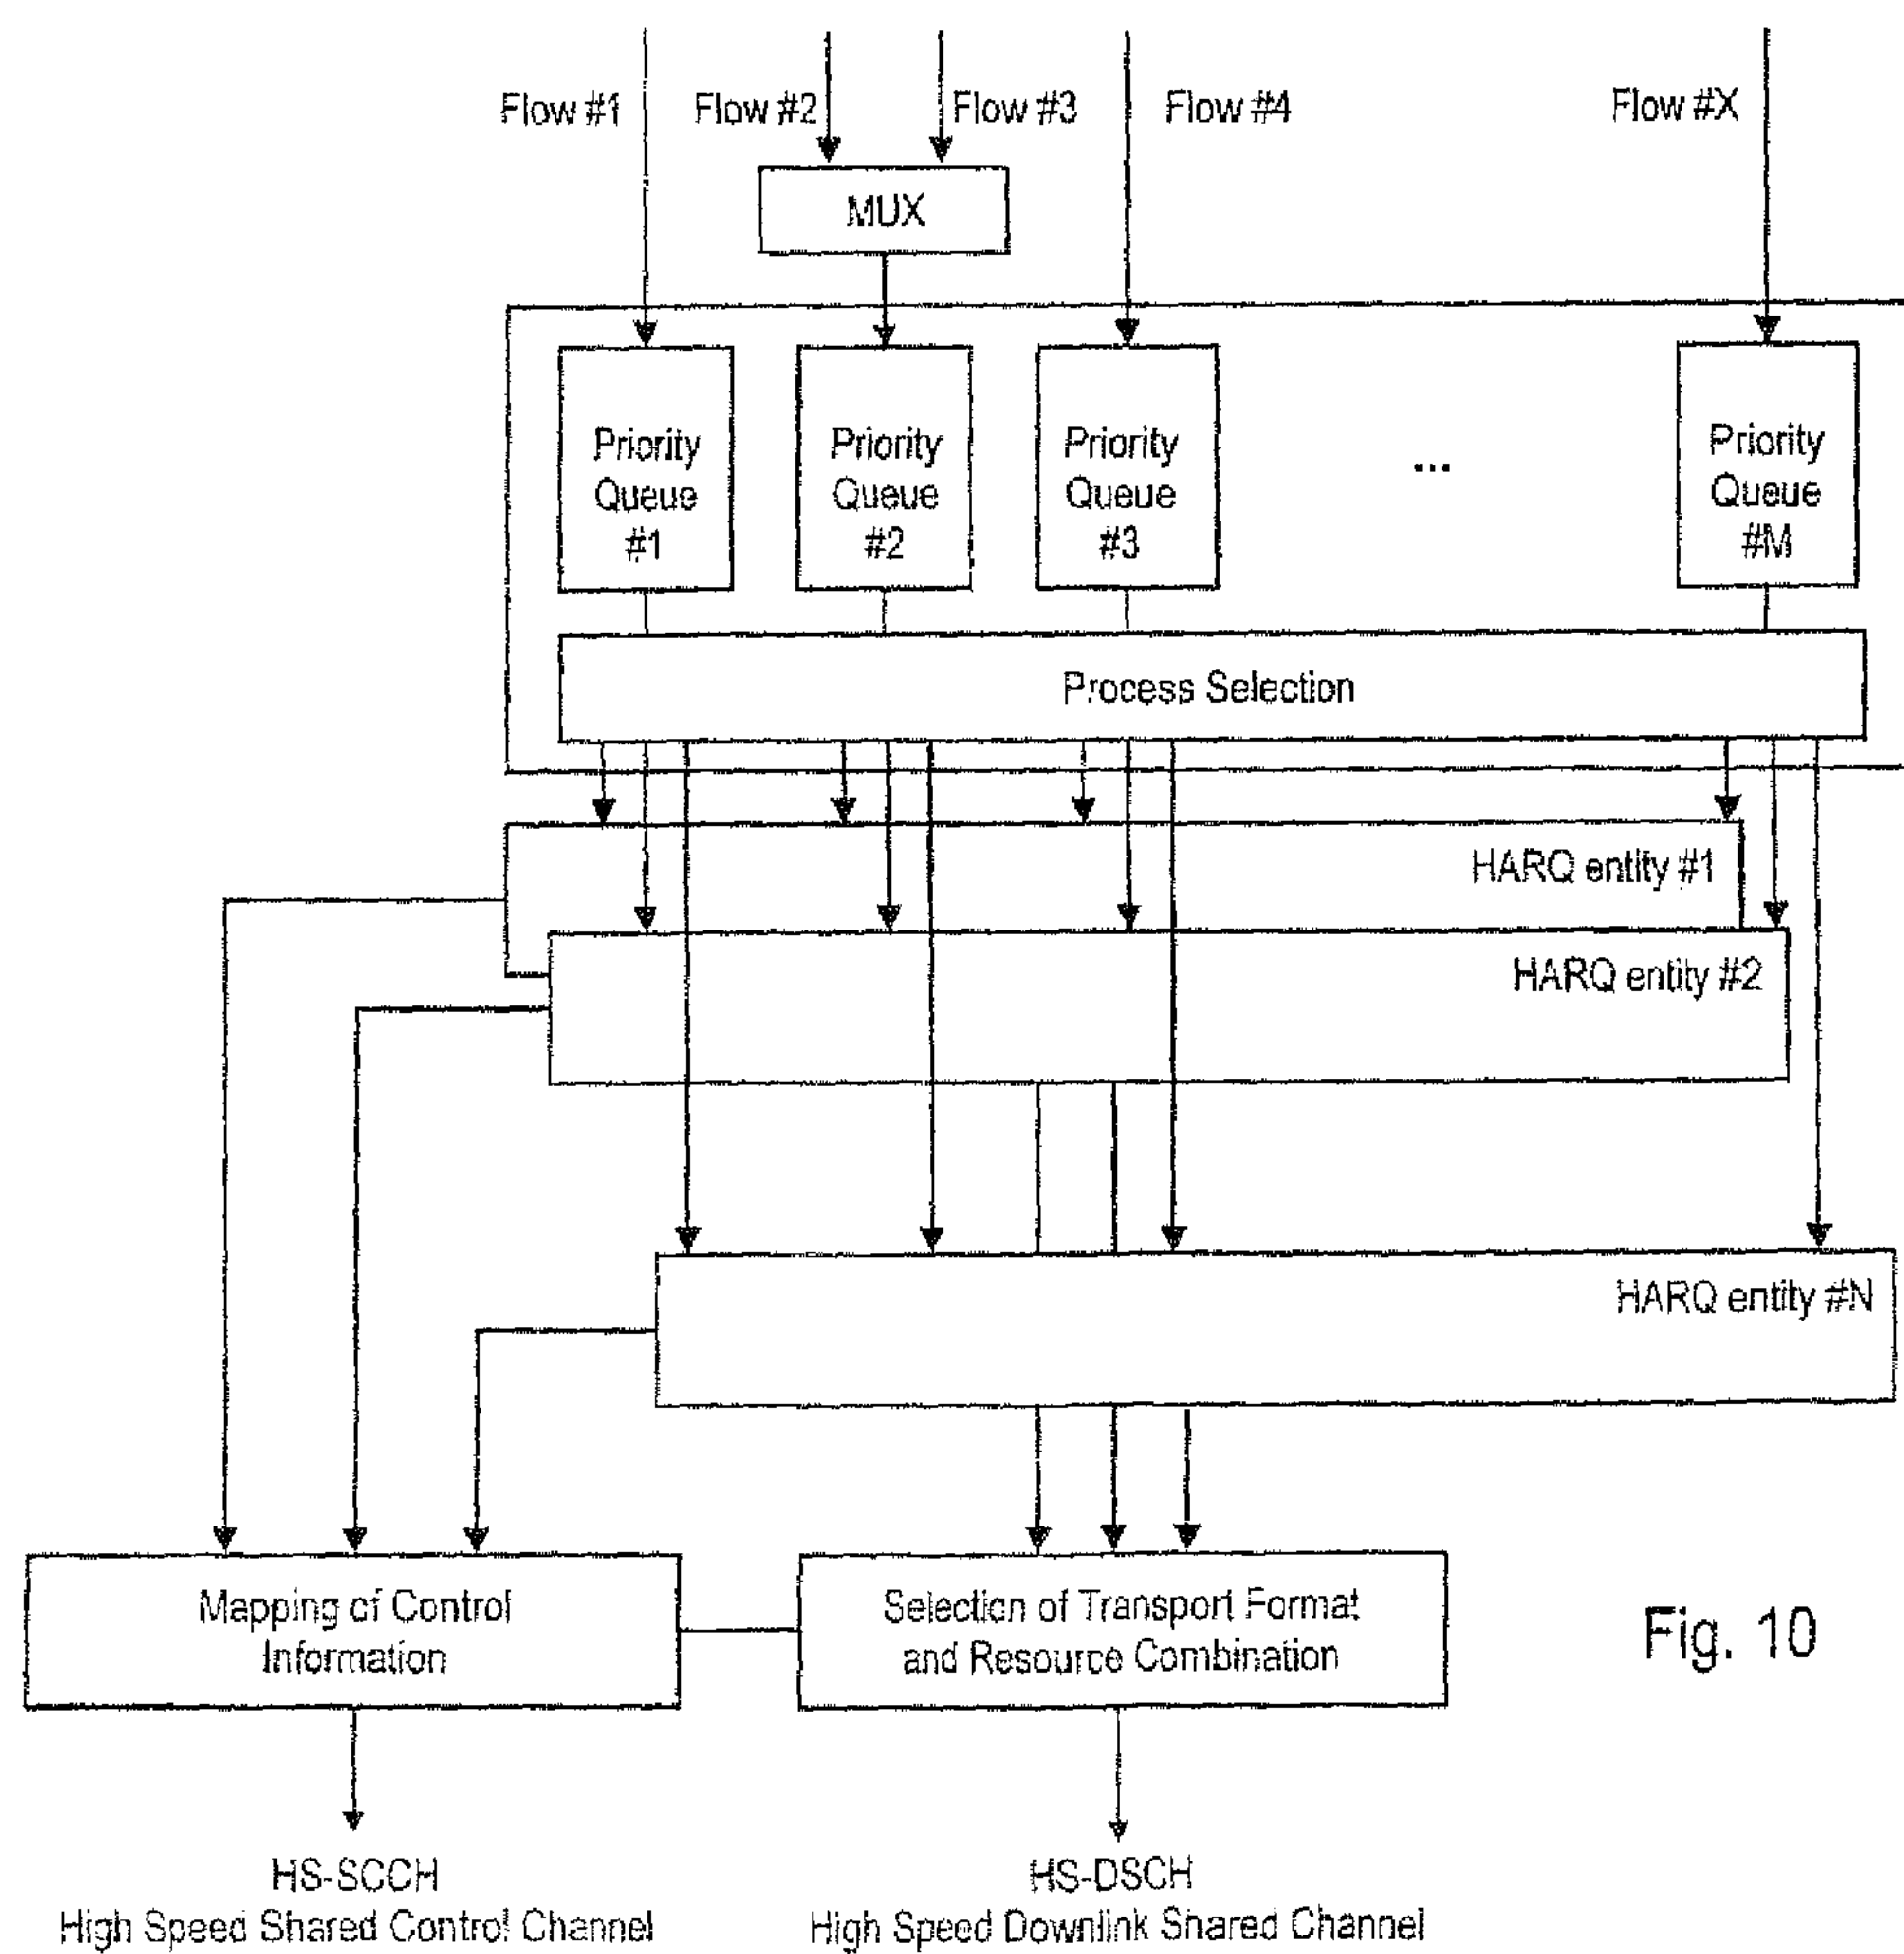 Flow #1
Flow #2
Flow #3
Flow #4
Flow #X
MUX
Priority
Queue
#1
Priority
Queue
#2
Priority
Queue
#3
...
Priority
Queue
#M
Process Selection
HARQ entity #1
HARQ entity #2
HARQ entity #N
Mapping of Control
Information
Selection of Transport Format
and Resource Combination
Fig. 10
HS-SCCH
High Speed Shared Control Channel
HS-DSCH
High Speed Downlink Shared Channel